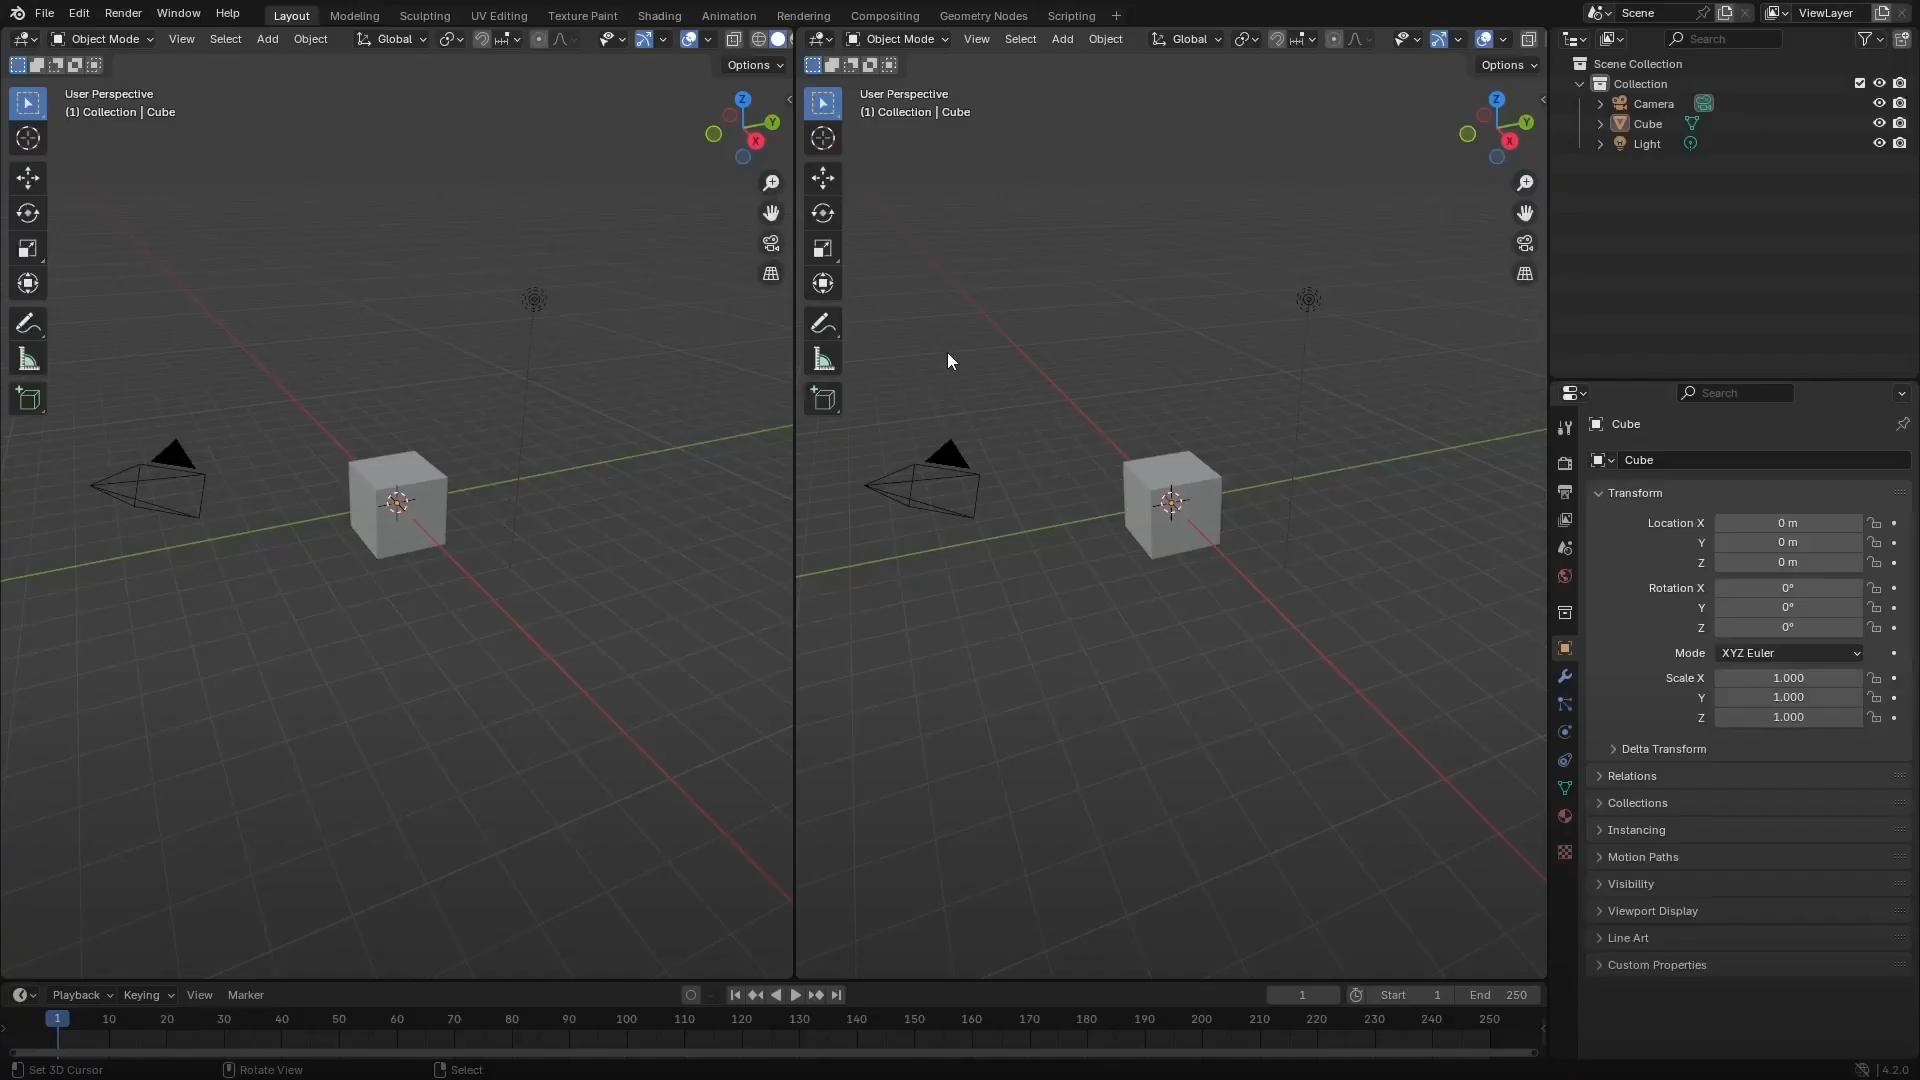 File Edit Render Window Help Layout Modeling Sculpting UV Editing Texture Paint Shading Animation Rendering Compositing Geometry Nodes Scripting + Scene ViewLayer
Object Mode View Select Add Object Global Object Mode View Select Add Object Global Search
Options Options
User Perspective
(1) Collection | Cube
Z
Y
X
User Perspective
(1) Collection | Cube
Z
Y
X
Scene Collection
Collection
Camera
Cube
Light
Search
Cube
Cube
Transform
Location X 0 m
Y 0 m
Z 0 m
Rotation X 0°
Y 0°
Z 0°
Mode XYZ Euler
Scale X 1.000
Y 1.000
Z 1.000
Delta Transform
Relations
Collections
Instancing
Motion Paths
Visibility
Viewport Display
Line Art
Custom Properties
Playback Keying View Marker 1 Start 1 End 250
1 10 20 30 40 50 60 70 80 90 100 110 120 130 140 150 160 170 180 190 200 210 220 230 240 250
Set 3D Cursor Rotate View Select 4.2.0